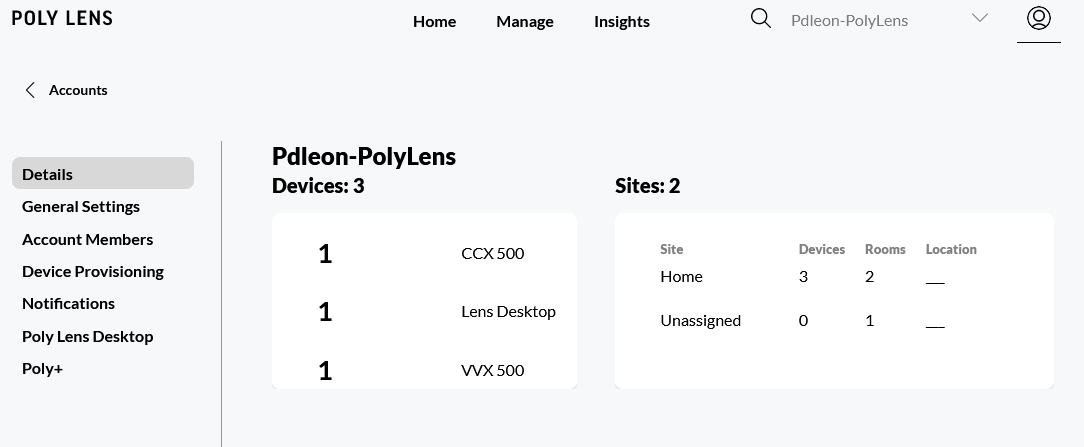 POLY LENS Home Manage Insights Pdleon-PolyLens
Accounts
Details
General Settings
Account Members
Device Provisioning
Notifications
Poly Lens Desktop
Poly+
Pdleon-PolyLens
Devices: 3
1 CCX 500
1 Lens Desktop
1 VVX 500
Sites: 2
Site Devices Rooms Location
Home 3 2 __
Unassigned 0 1 __